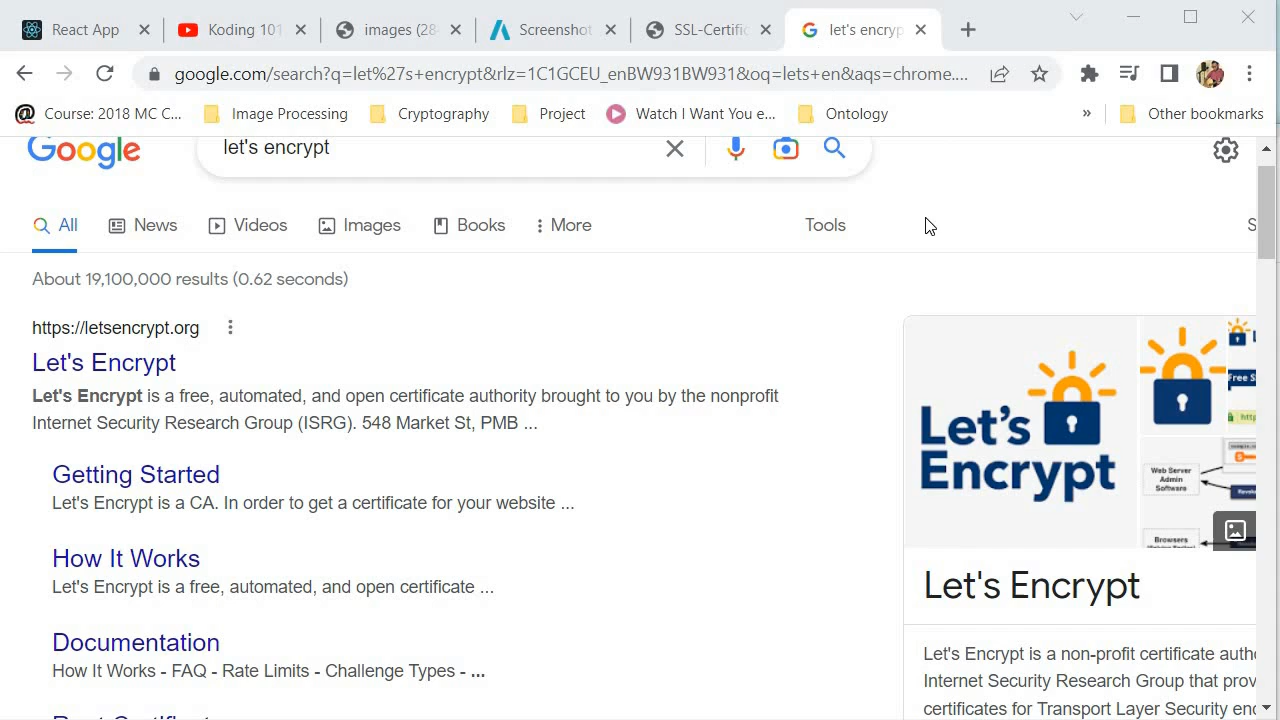 React App
Koding 101
images (28
Screenshot
SSL-Certific
let's encryp
google.com/search?q=let%27s+encrypt&rlz=1C1GCEU_enBW931BW931&oq=lets+en&aqs=chrome....
Course: 2018 MC C...
Image Processing
Cryptography
Project
Watch I Want You e...
Ontology
»
Other bookmarks
Google
let's encrypt
All
News
Videos
Images
Books
More
Tools
S
About 19,100,000 results (0.62 seconds)
https://letsencrypt.org
Let's Encrypt
Let's Encrypt is a free, automated, and open certificate authority brought to you by the nonprofit
Internet Security Research Group (ISRG). 548 Market St, PMB ...
Getting Started
Let's Encrypt is a CA. In order to get a certificate for your website ...
How It Works
Let's Encrypt is a free, automated, and open certificate ...
Documentation
How It Works - FAQ - Rate Limits - Challenge Types - ...
Let's
Encrypt
Free S
http
Web Server
Admin
Software
Browsers
Let's Encrypt
Let's Encrypt is a non-profit certificate autho
Internet Security Research Group that prov
certificates for Transport Layer Security enc